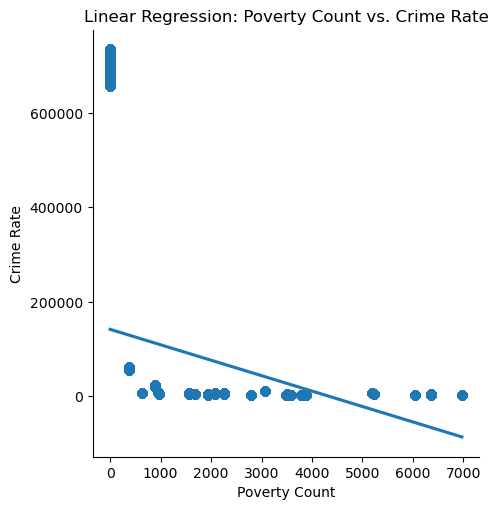 Linear Regression: Poverty Count vs. Crime Rate
600000
400000
200000
0
Crime Rate
0 1000 2000 3000 4000 5000 6000 7000
Poverty Count